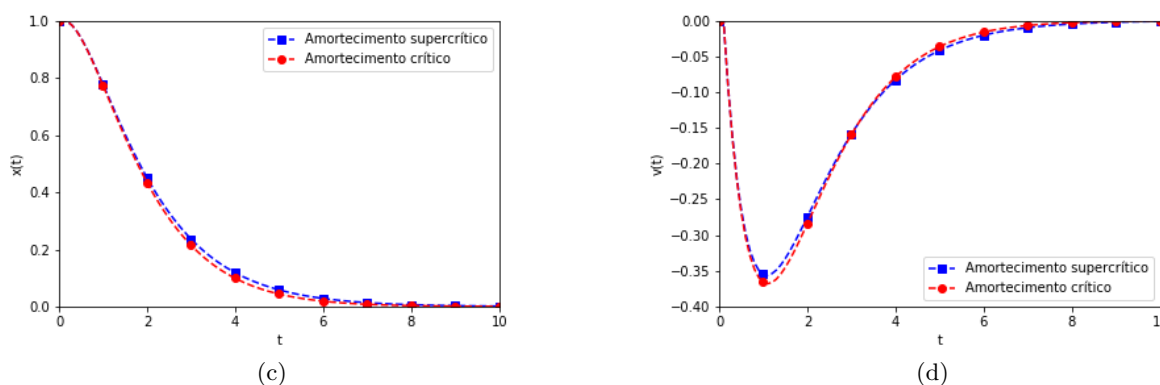 1.0
0.8
0.6
0.4
0.2
0.0
x(t)
Amortecimento supercrítico
Amortecimento crítico
0 2 4 6 8 10
t
(c)
0.00
−0.05
−0.10
−0.15
−0.20
−0.25
−0.30
−0.35
−0.40
v(t)
Amortecimento supercrítico
Amortecimento crítico
0 2 4 6 8
t
(d)